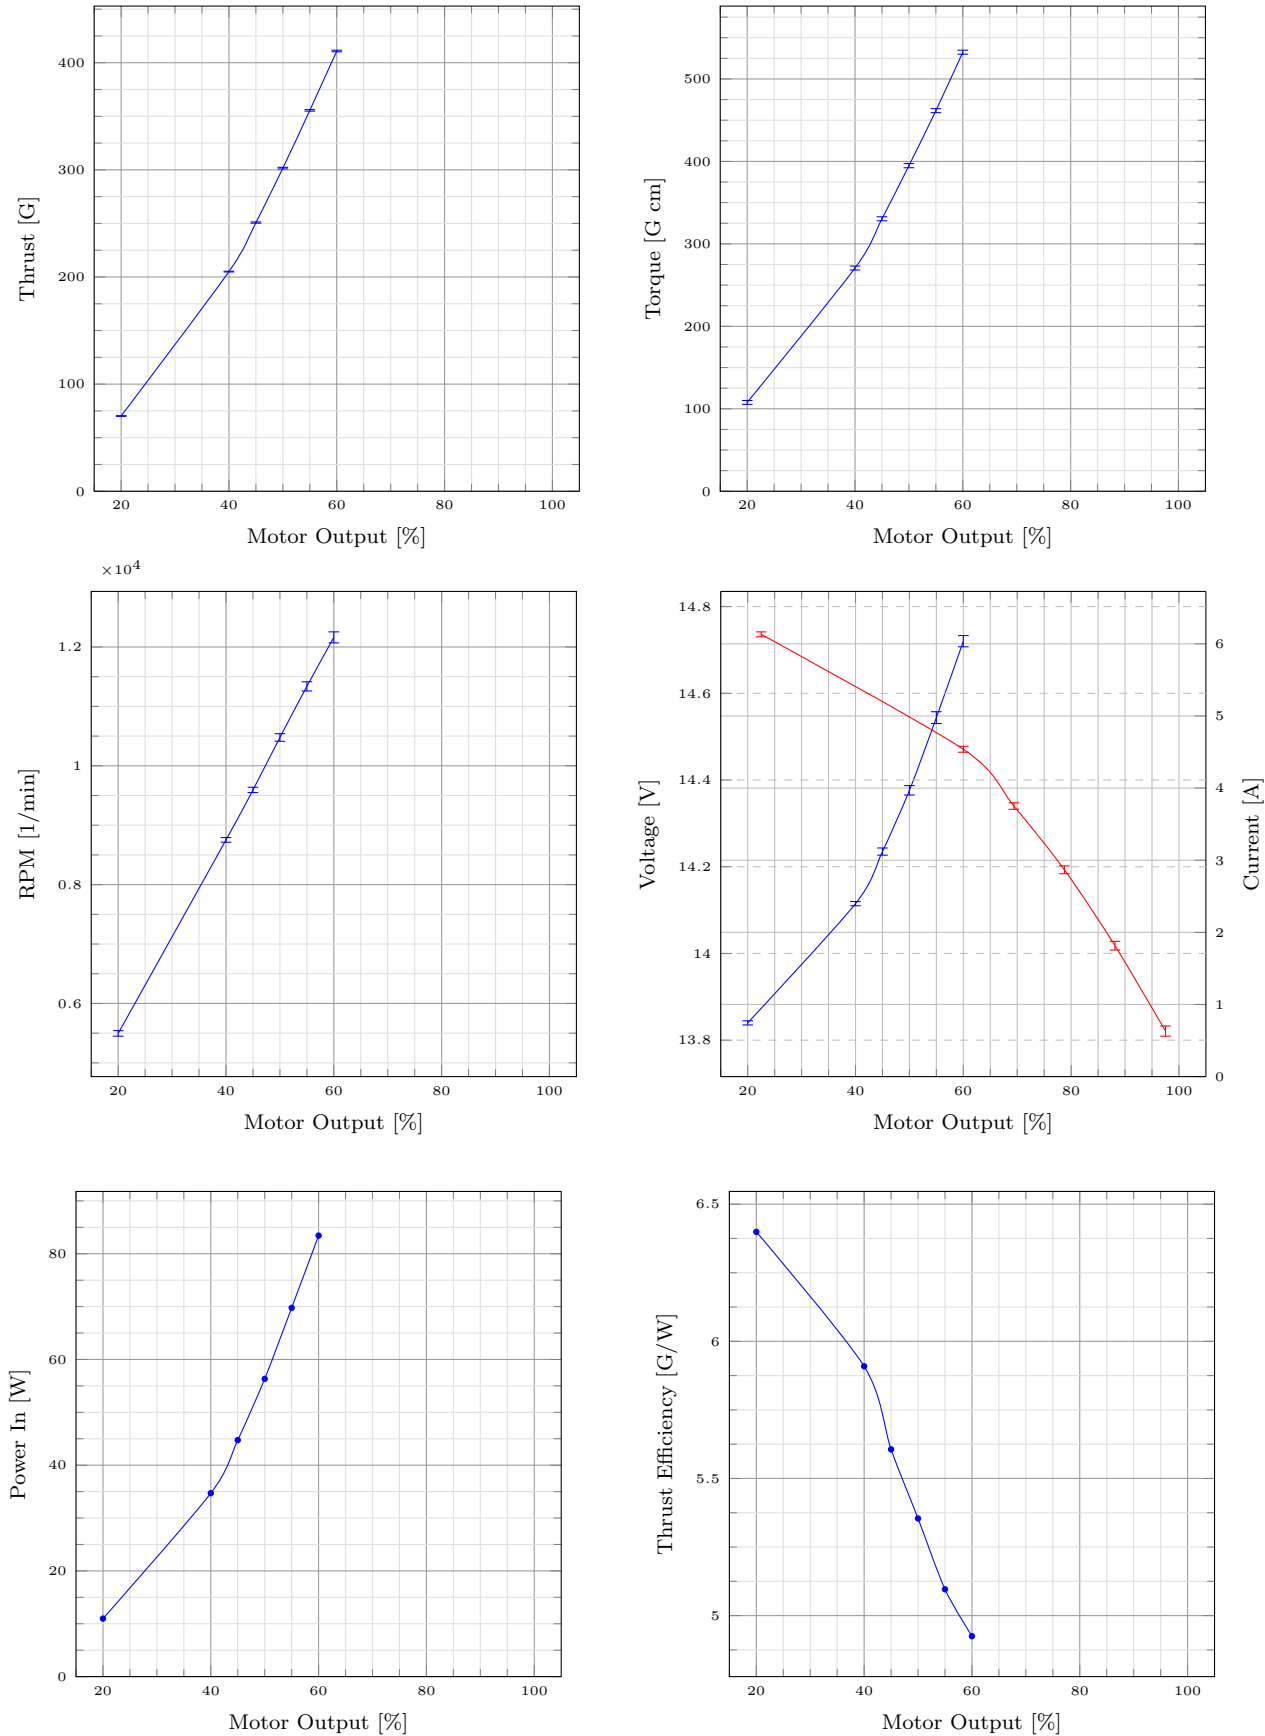 400
300
200
100
0
Thrust [G]
20 40 60 80 100
Motor Output [%]
500
400
300
200
100
0
Torque [G cm]
20 40 60 80 100
Motor Output [%]
×10⁴
1.2
1
0.8
0.6
RPM [1/min]
20 40 60 80 100
Motor Output [%]
14.8
14.6
14.4
14.2
14
13.8
Voltage [V]
6
5
4
3
2
1
0
Current [A]
20 40 60 80 100
Motor Output [%]
80
60
40
20
0
Power In [W]
20 40 60 80 100
Motor Output [%]
6.5
6
5.5
5
Thrust Efficiency [G/W]
20 40 60 80 100
Motor Output [%]